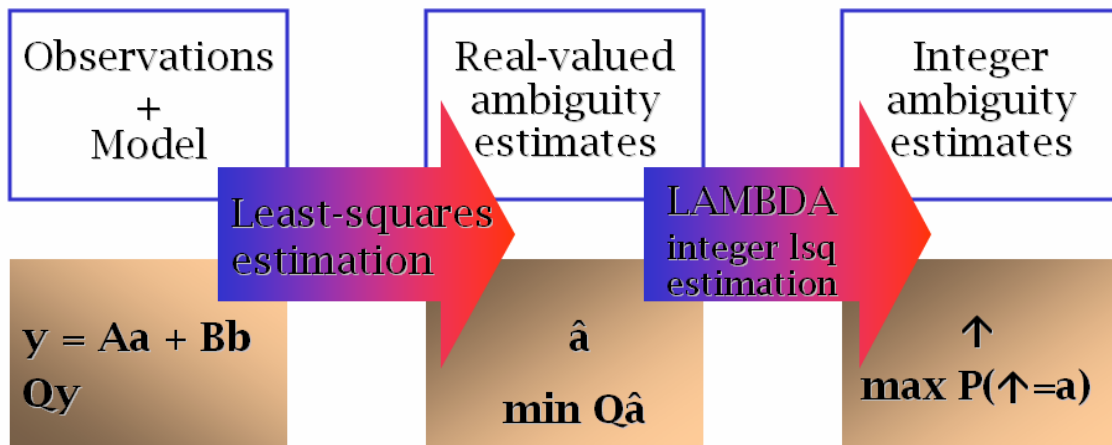 Observations
+
Model
Real-valued
ambiguity
estimates
Integer
ambiguity
estimates
Least-squares
estimation
LAMBDA
integer lsq
estimation
y = Aa + Bb
Qy
â
min Qâ
↑
max P(↑=a)